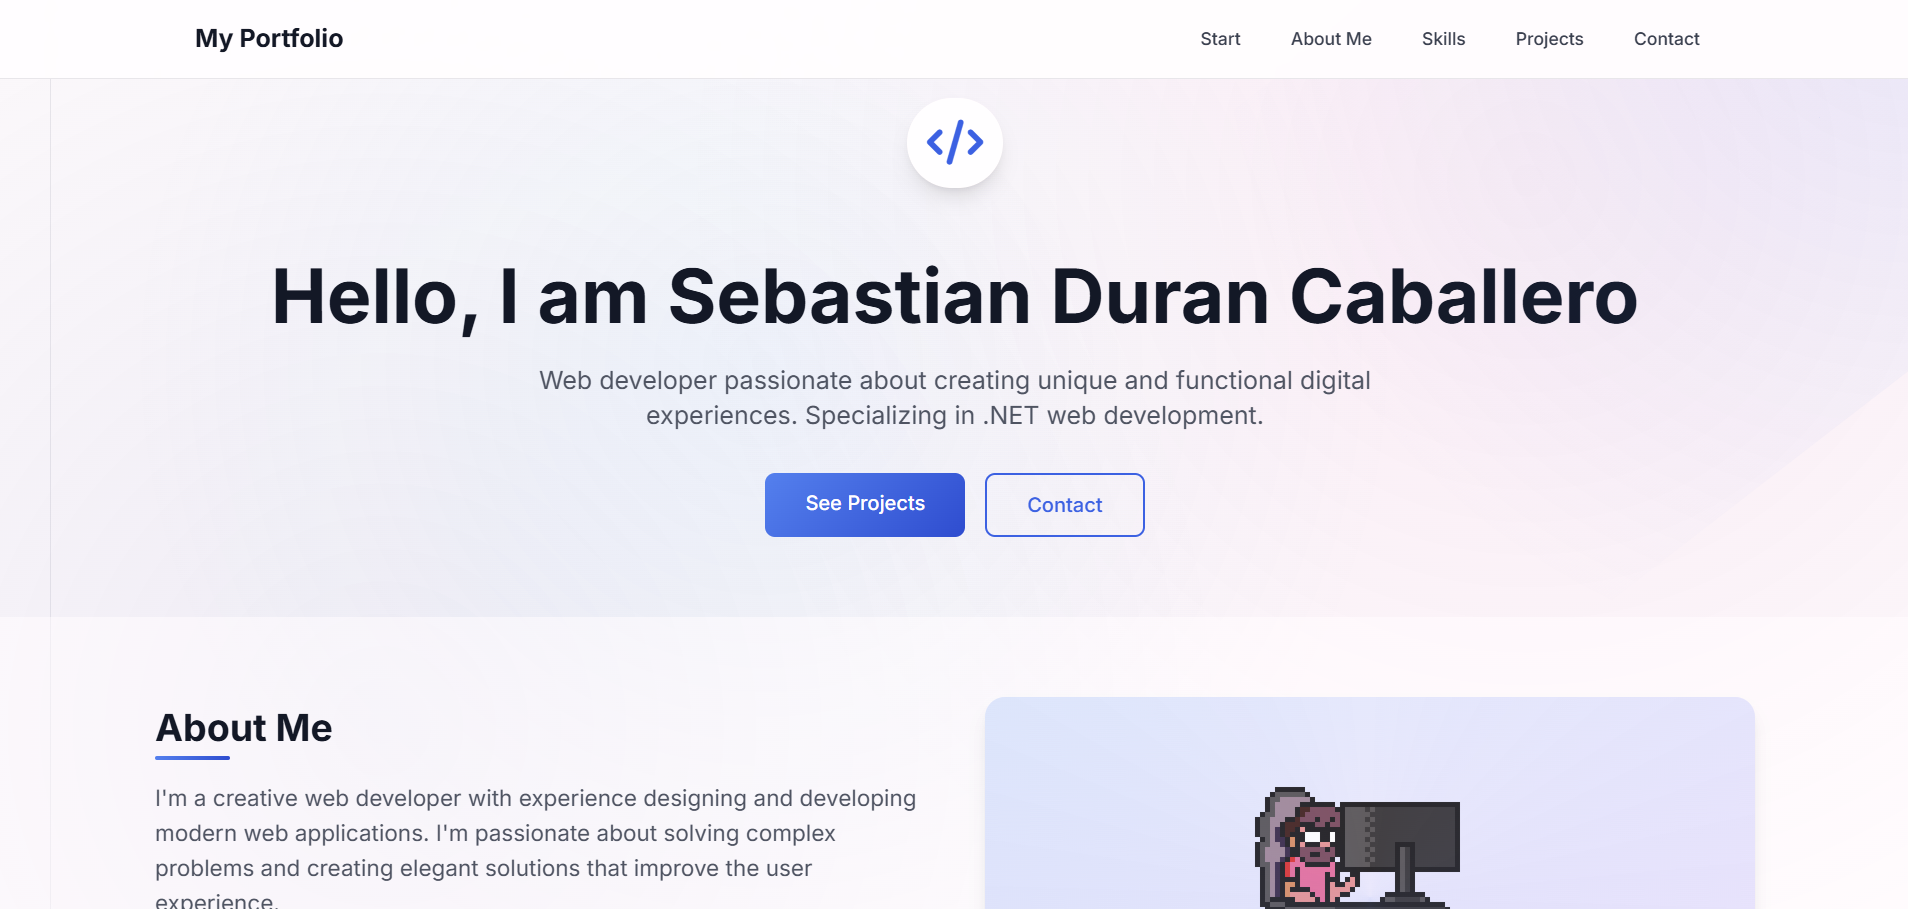 My Portfolio
Start About Me Skills Projects Contact
</>
Hello, I am Sebastian Duran Caballero
Web developer passionate about creating unique and functional digital
experiences. Specializing in .NET web development.
See Projects Contact
About Me
I'm a creative web developer with experience designing and developing
modern web applications. I'm passionate about solving complex
problems and creating elegant solutions that improve the user
experience.